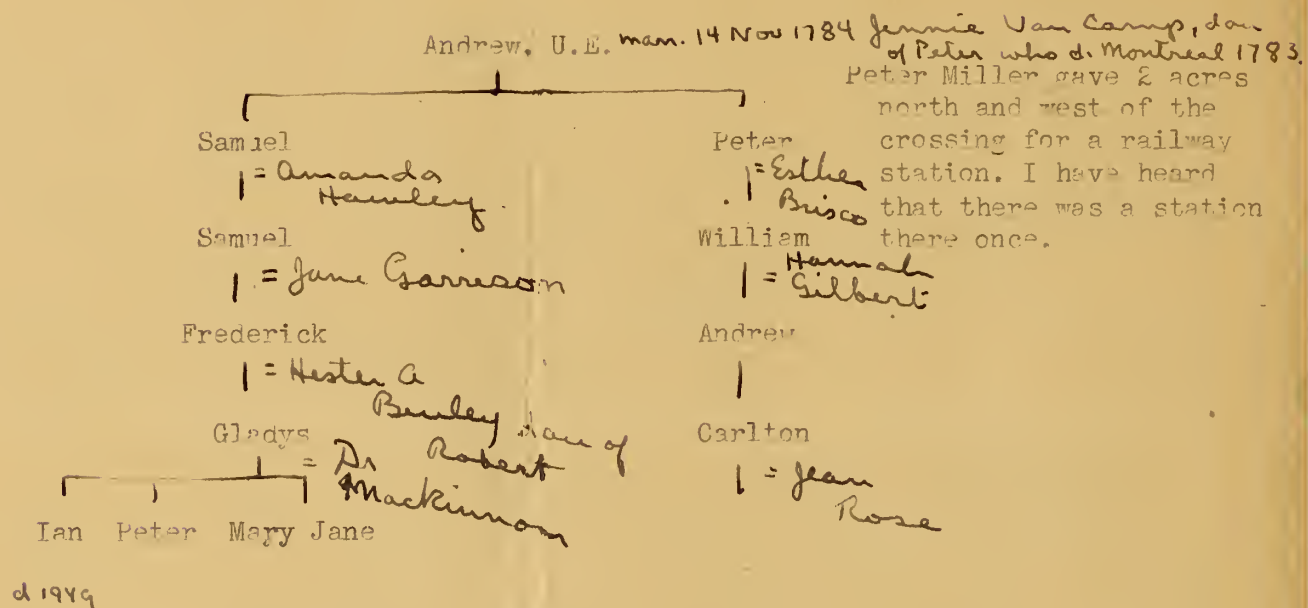 Andrew. U.E. marr. 14 Nov 1784 Jennie Van Camp, dau
of Peter who d. Montreal 1783.
Peter Miller gave 2 acres
north and west of the
crossing for a railway
station. I have heard
that there was a station
there once.
Samuel
= Amanda
Hawley
Peter
= Esther
Brisco
Samuel
= Jane Garrison
William
= Hannah
Gilbert
Frederick
= Hester A
dau of
Andrew
Gladys
= Dr Robert
Mackinnon
Carlton
= Jean
Rose
Ian Peter Mary Jane
d 1949